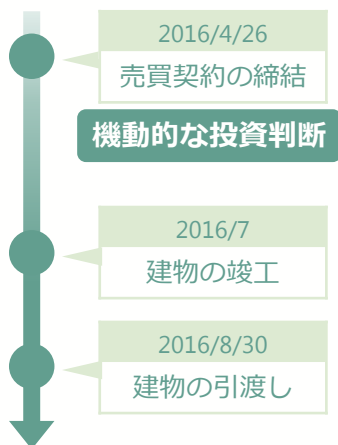 2016/4/26
売買契約の締結
機動的な投資判断
2016/7
建物の竣工
2016/8/30
建物の引渡し